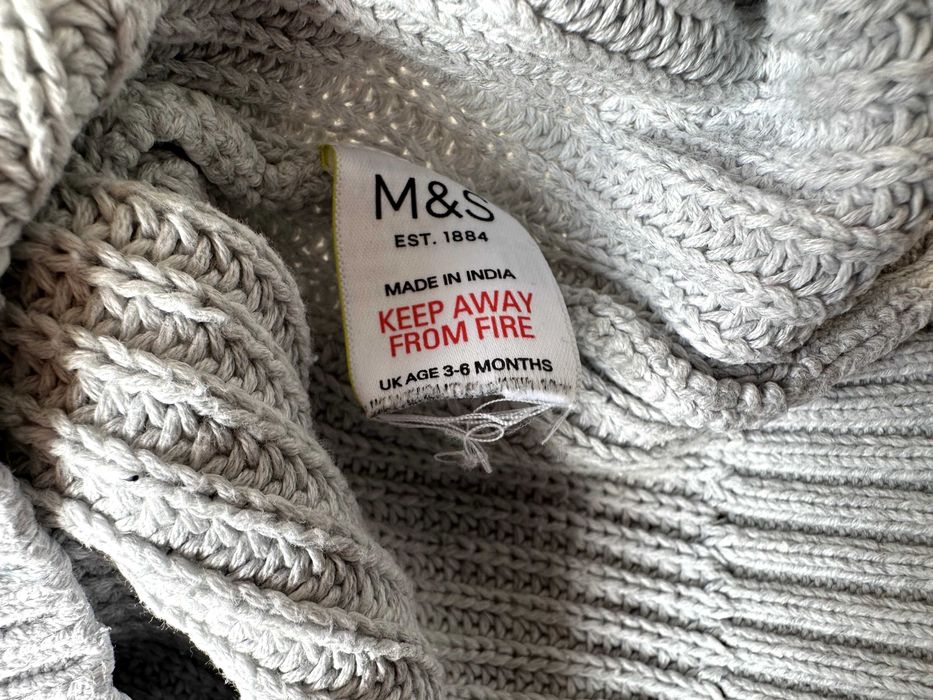 M&S
EST. 1884
MADE IN INDIA
KEEP AWAY
FROM FIRE
UK AGE 3-6 MONTHS